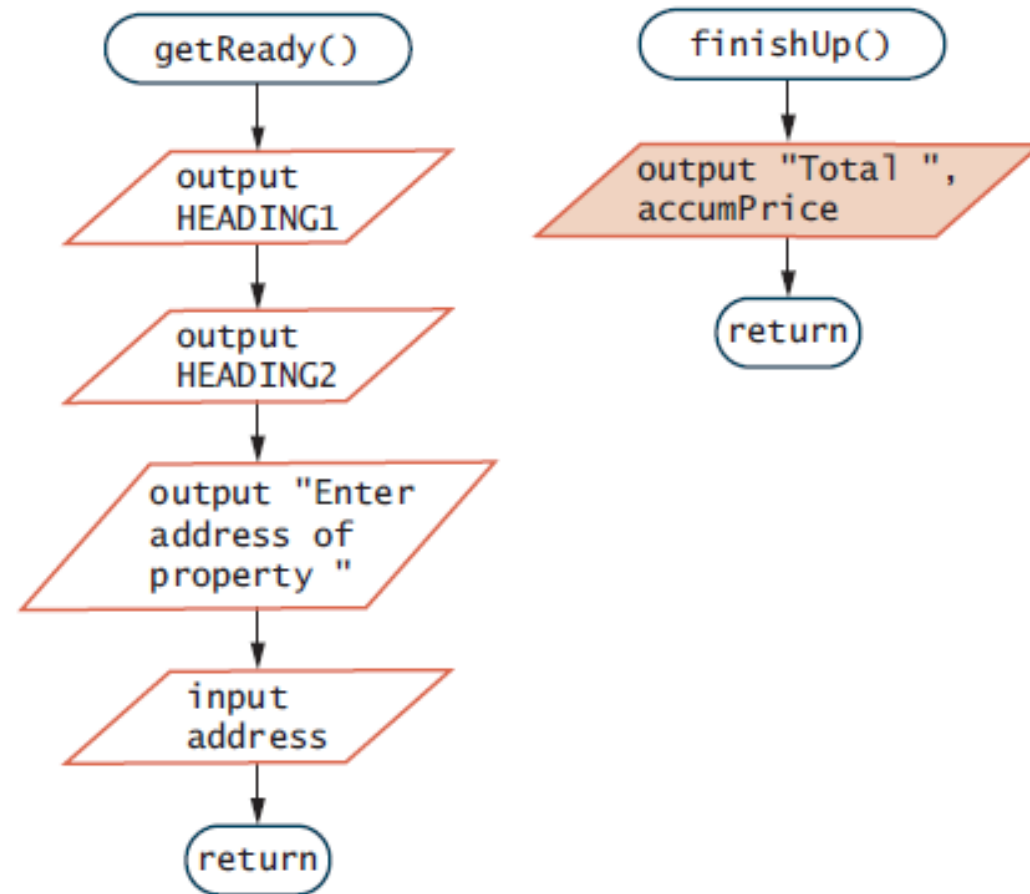 getReady()
output
HEADING1
output
HEADING2
output "Enter
address of
property "
input
address
return
finishUp()
output "Total ",
accumPrice
return